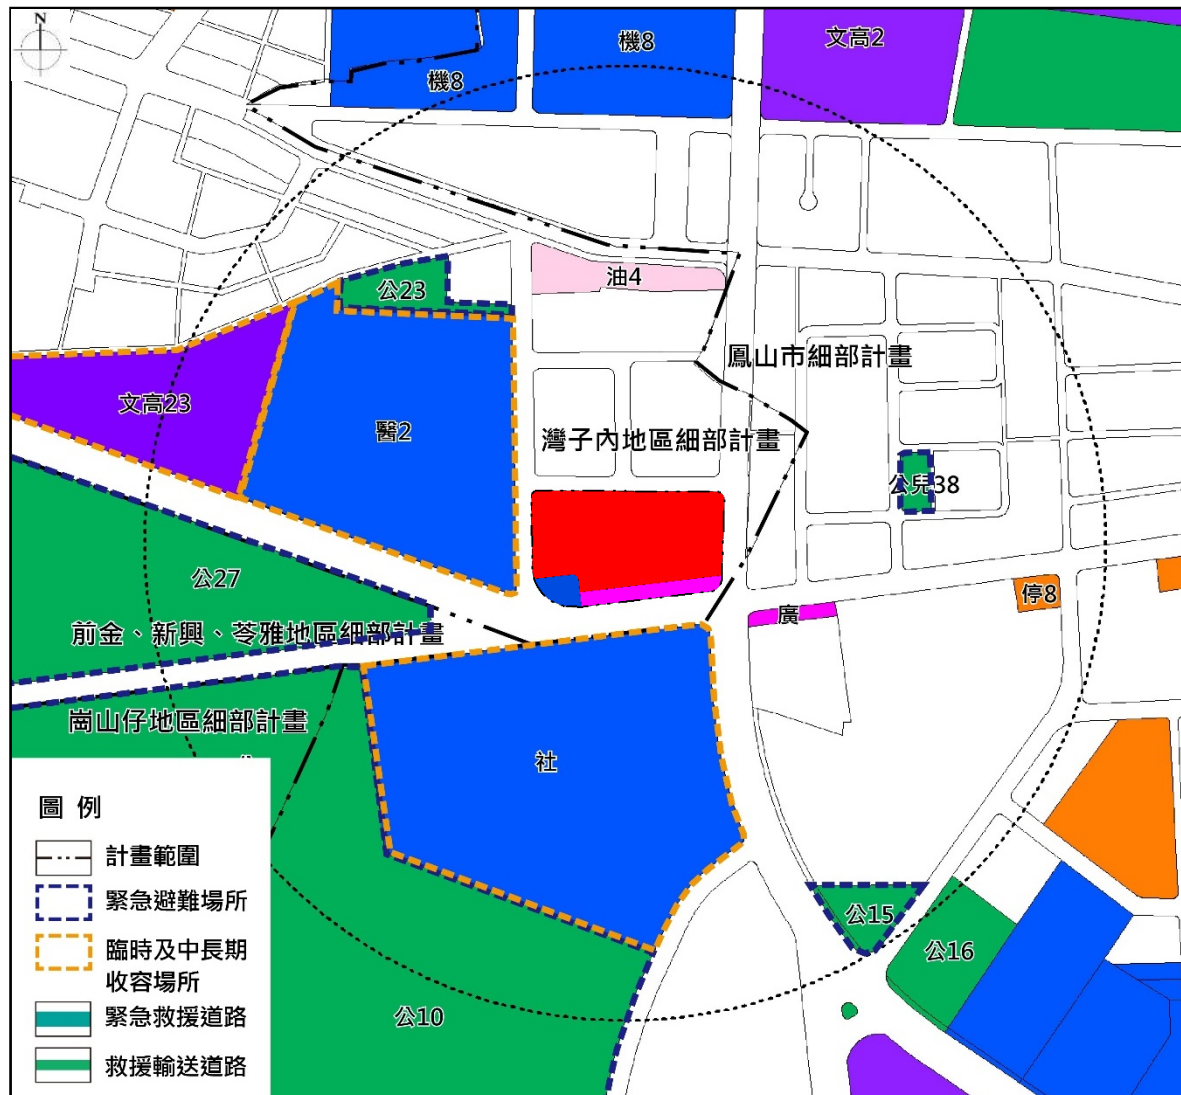 N
文高2
機8
機8
油4
公23
鳳山市細部計畫
文高23
醫2
灣子內地區細部計畫
公兒38
公27
停8
廣
前金、新興、苓雅地區細部計畫
崗山仔地區細部計畫
社
圖 例
計畫範圍
緊急避難場所
臨時及中長期
收容場所
緊急救援道路
救援輸送道路
公15
公16
公10